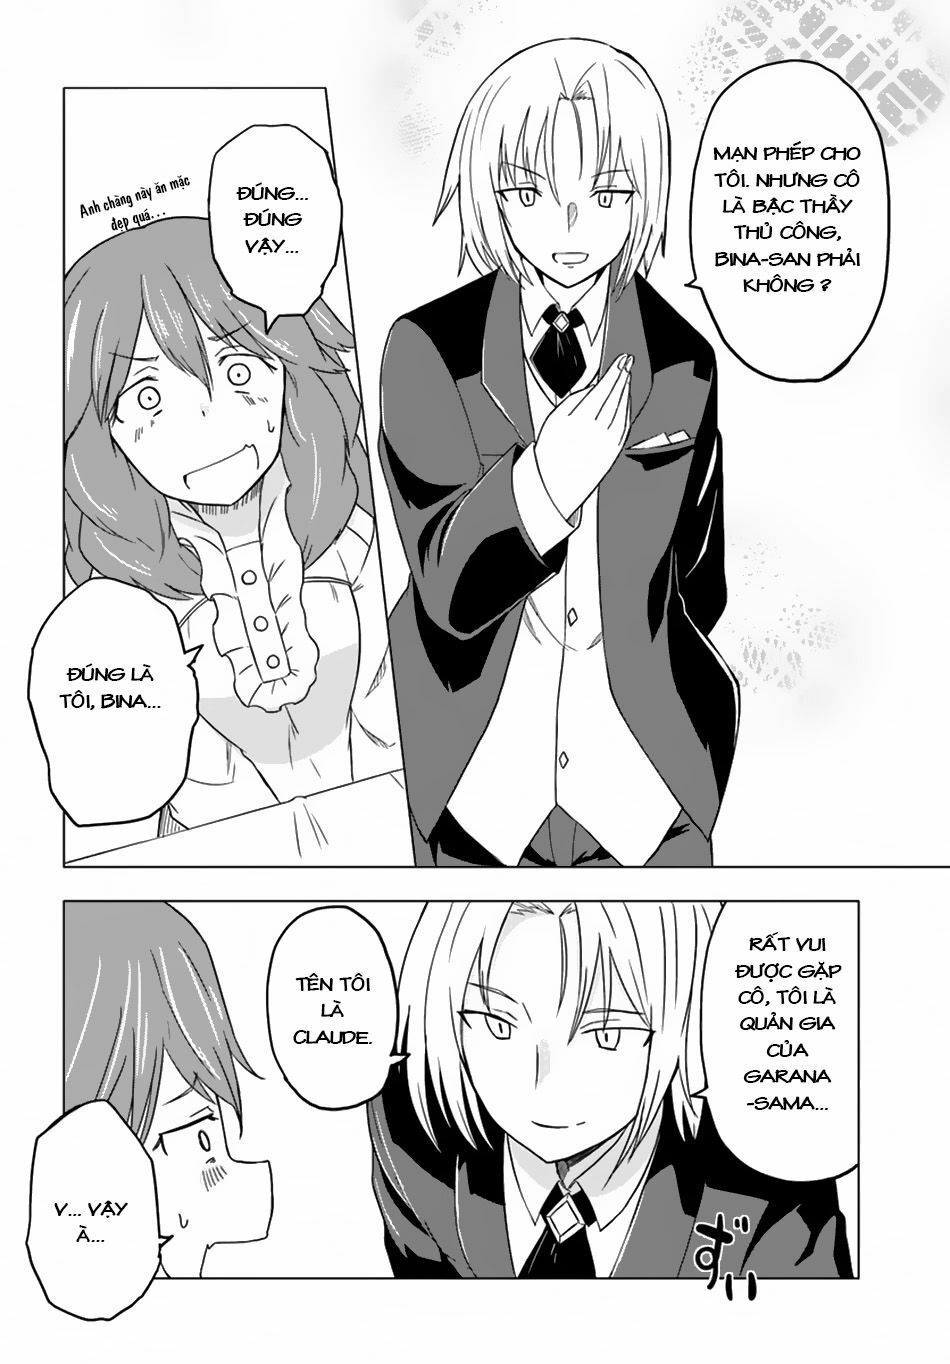 MẠN PHÉP CHO
TÔI. NHƯNG CÔ
LÀ BẬC THẦY
THỦ CÔNG,
BINA-SAN PHẢI
KHÔNG ?
ĐÚNG...
ĐÚNG
VẬY...
Anh chàng này ăn mặc
đẹp quá...
ĐÚNG LÀ
TÔI, BINA...
RẤT VUI
ĐƯỢC GẶP
CÔ, TÔI LÀ
QUẢN GIA
CỦA
GARANA
-SAMA...
TÊN TÔI
LÀ
CLAUDE.
V... VẬY
À...
ずいっ